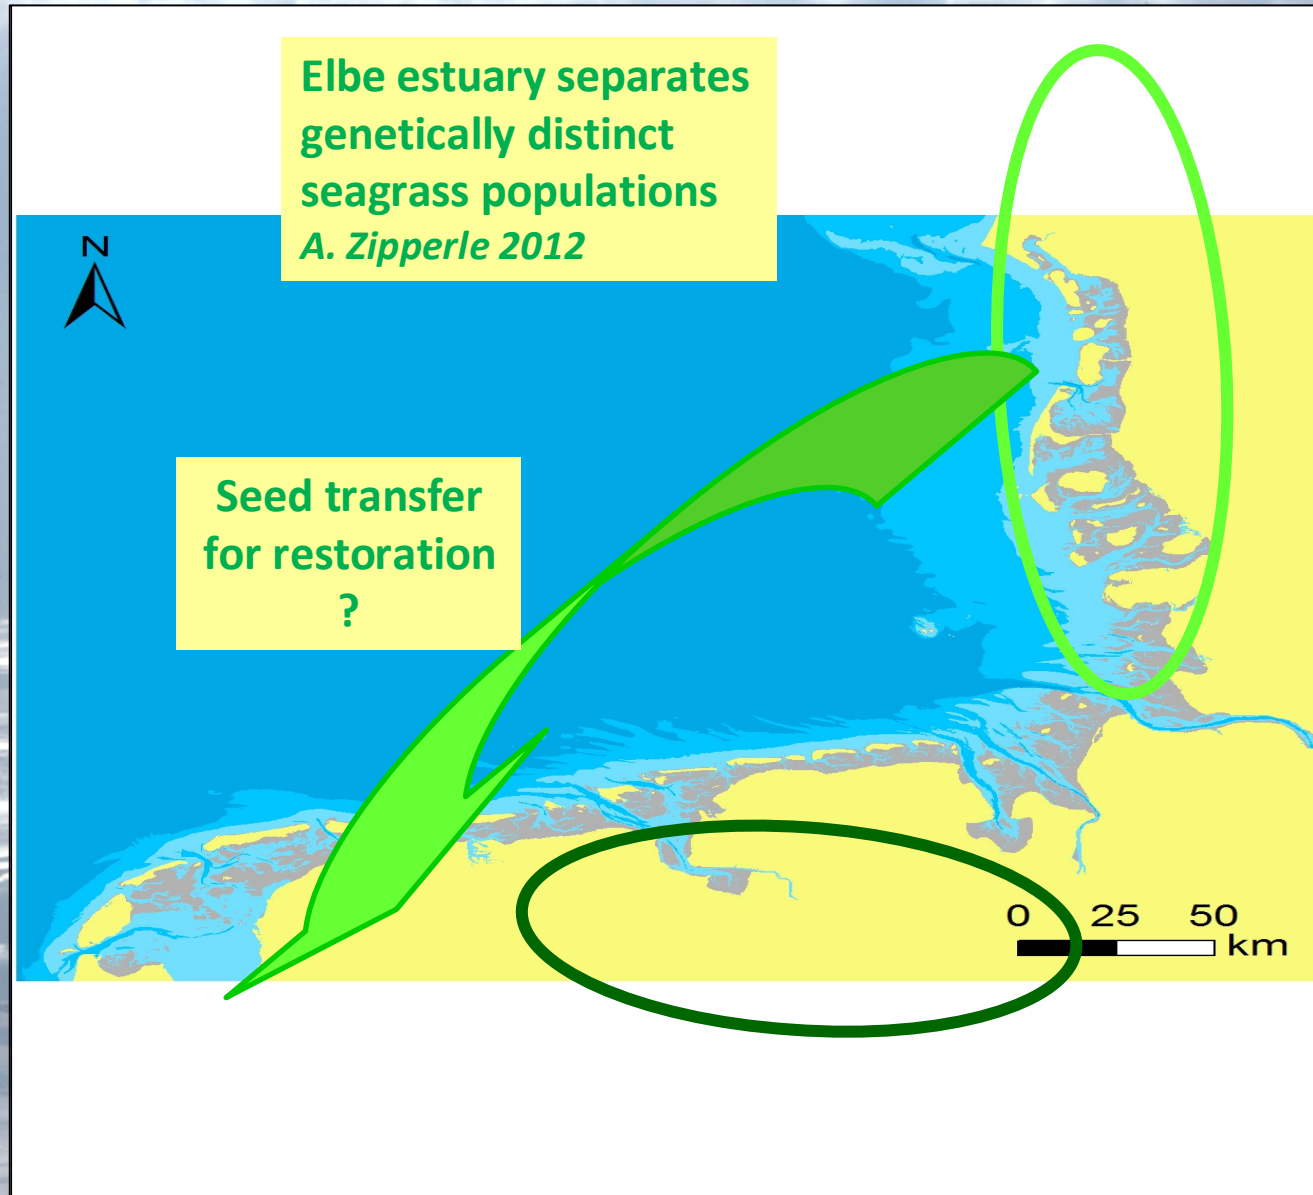 Elbe estuary separates
genetically distinct
seagrass populations
A. Zipperle 2012
N
Seed transfer
for restoration
?
0 25 50
km